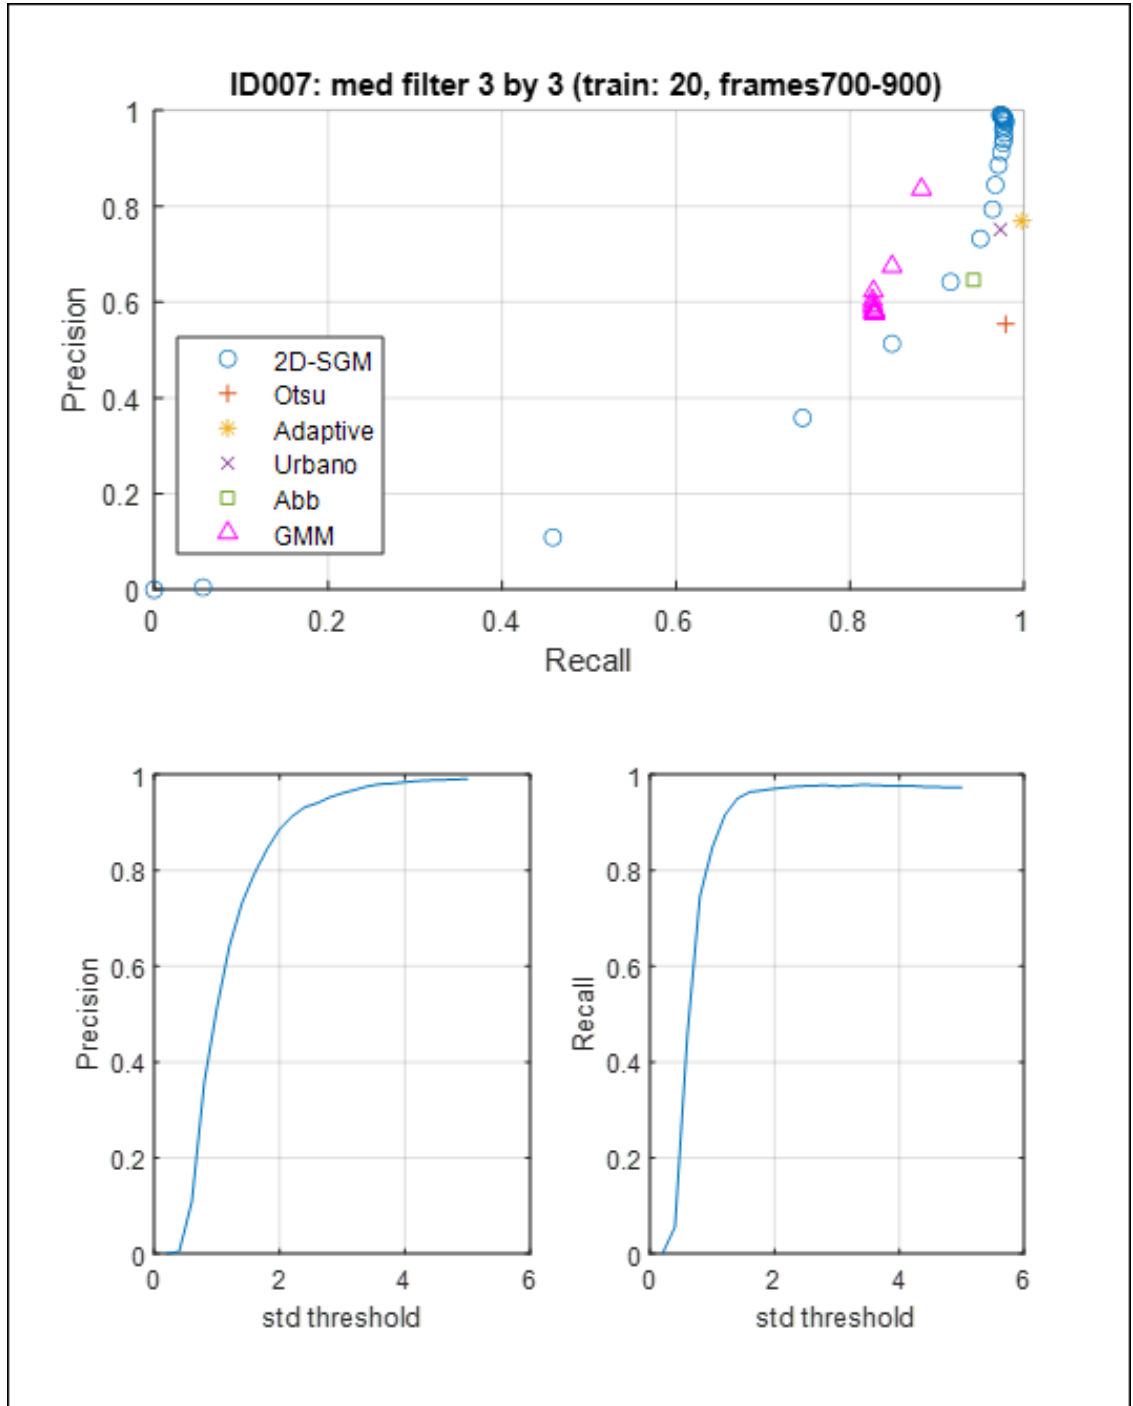 ID007: med filter 3 by 3 (train: 20, frames700-900)
1
0.8
0.6
0.4
0.2
0
Precision
2D-SGM
Otsu
Adaptive
Urbano
Abb
GMM
0 0.2 0.4 0.6 0.8 1
Recall
1
0.8
0.6
0.4
0.2
0
Precision
0 2 4 6
std threshold
1
0.8
0.6
0.4
0.2
0
Recall
0 2 4 6
std threshold